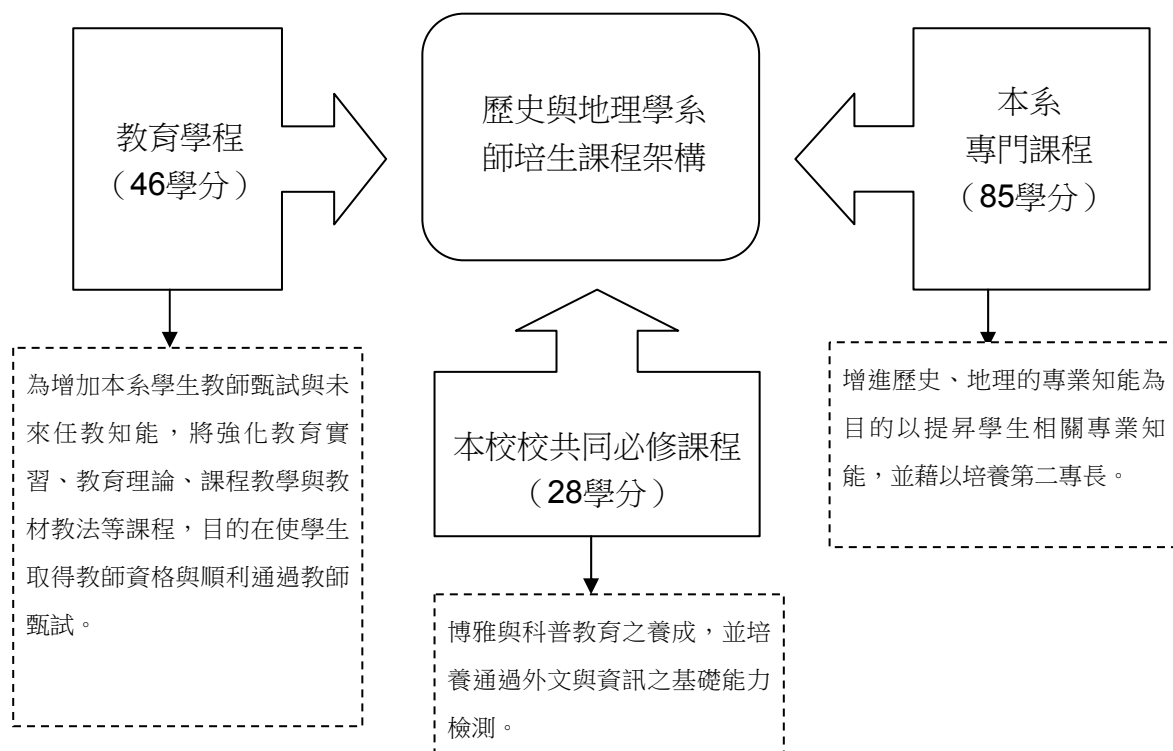 教育學程
（46學分）
歷史與地理學系
師培生課程架構
本系
專門課程
（85學分）
為增加本系學生教師甄試與未
來任教知能，將強化教育實
習、教育理論、課程教學與教
材教法等課程，目的在使學生
取得教師資格與順利通過教師
甄試。
本校校共同必修課程
（28學分）
增進歷史、地理的專業知能為
目的以提昇學生相關專業知
能，並藉以培養第二專長。
博雅與科普教育之養成，並培
養通過外文與資訊之基礎能力
檢測。